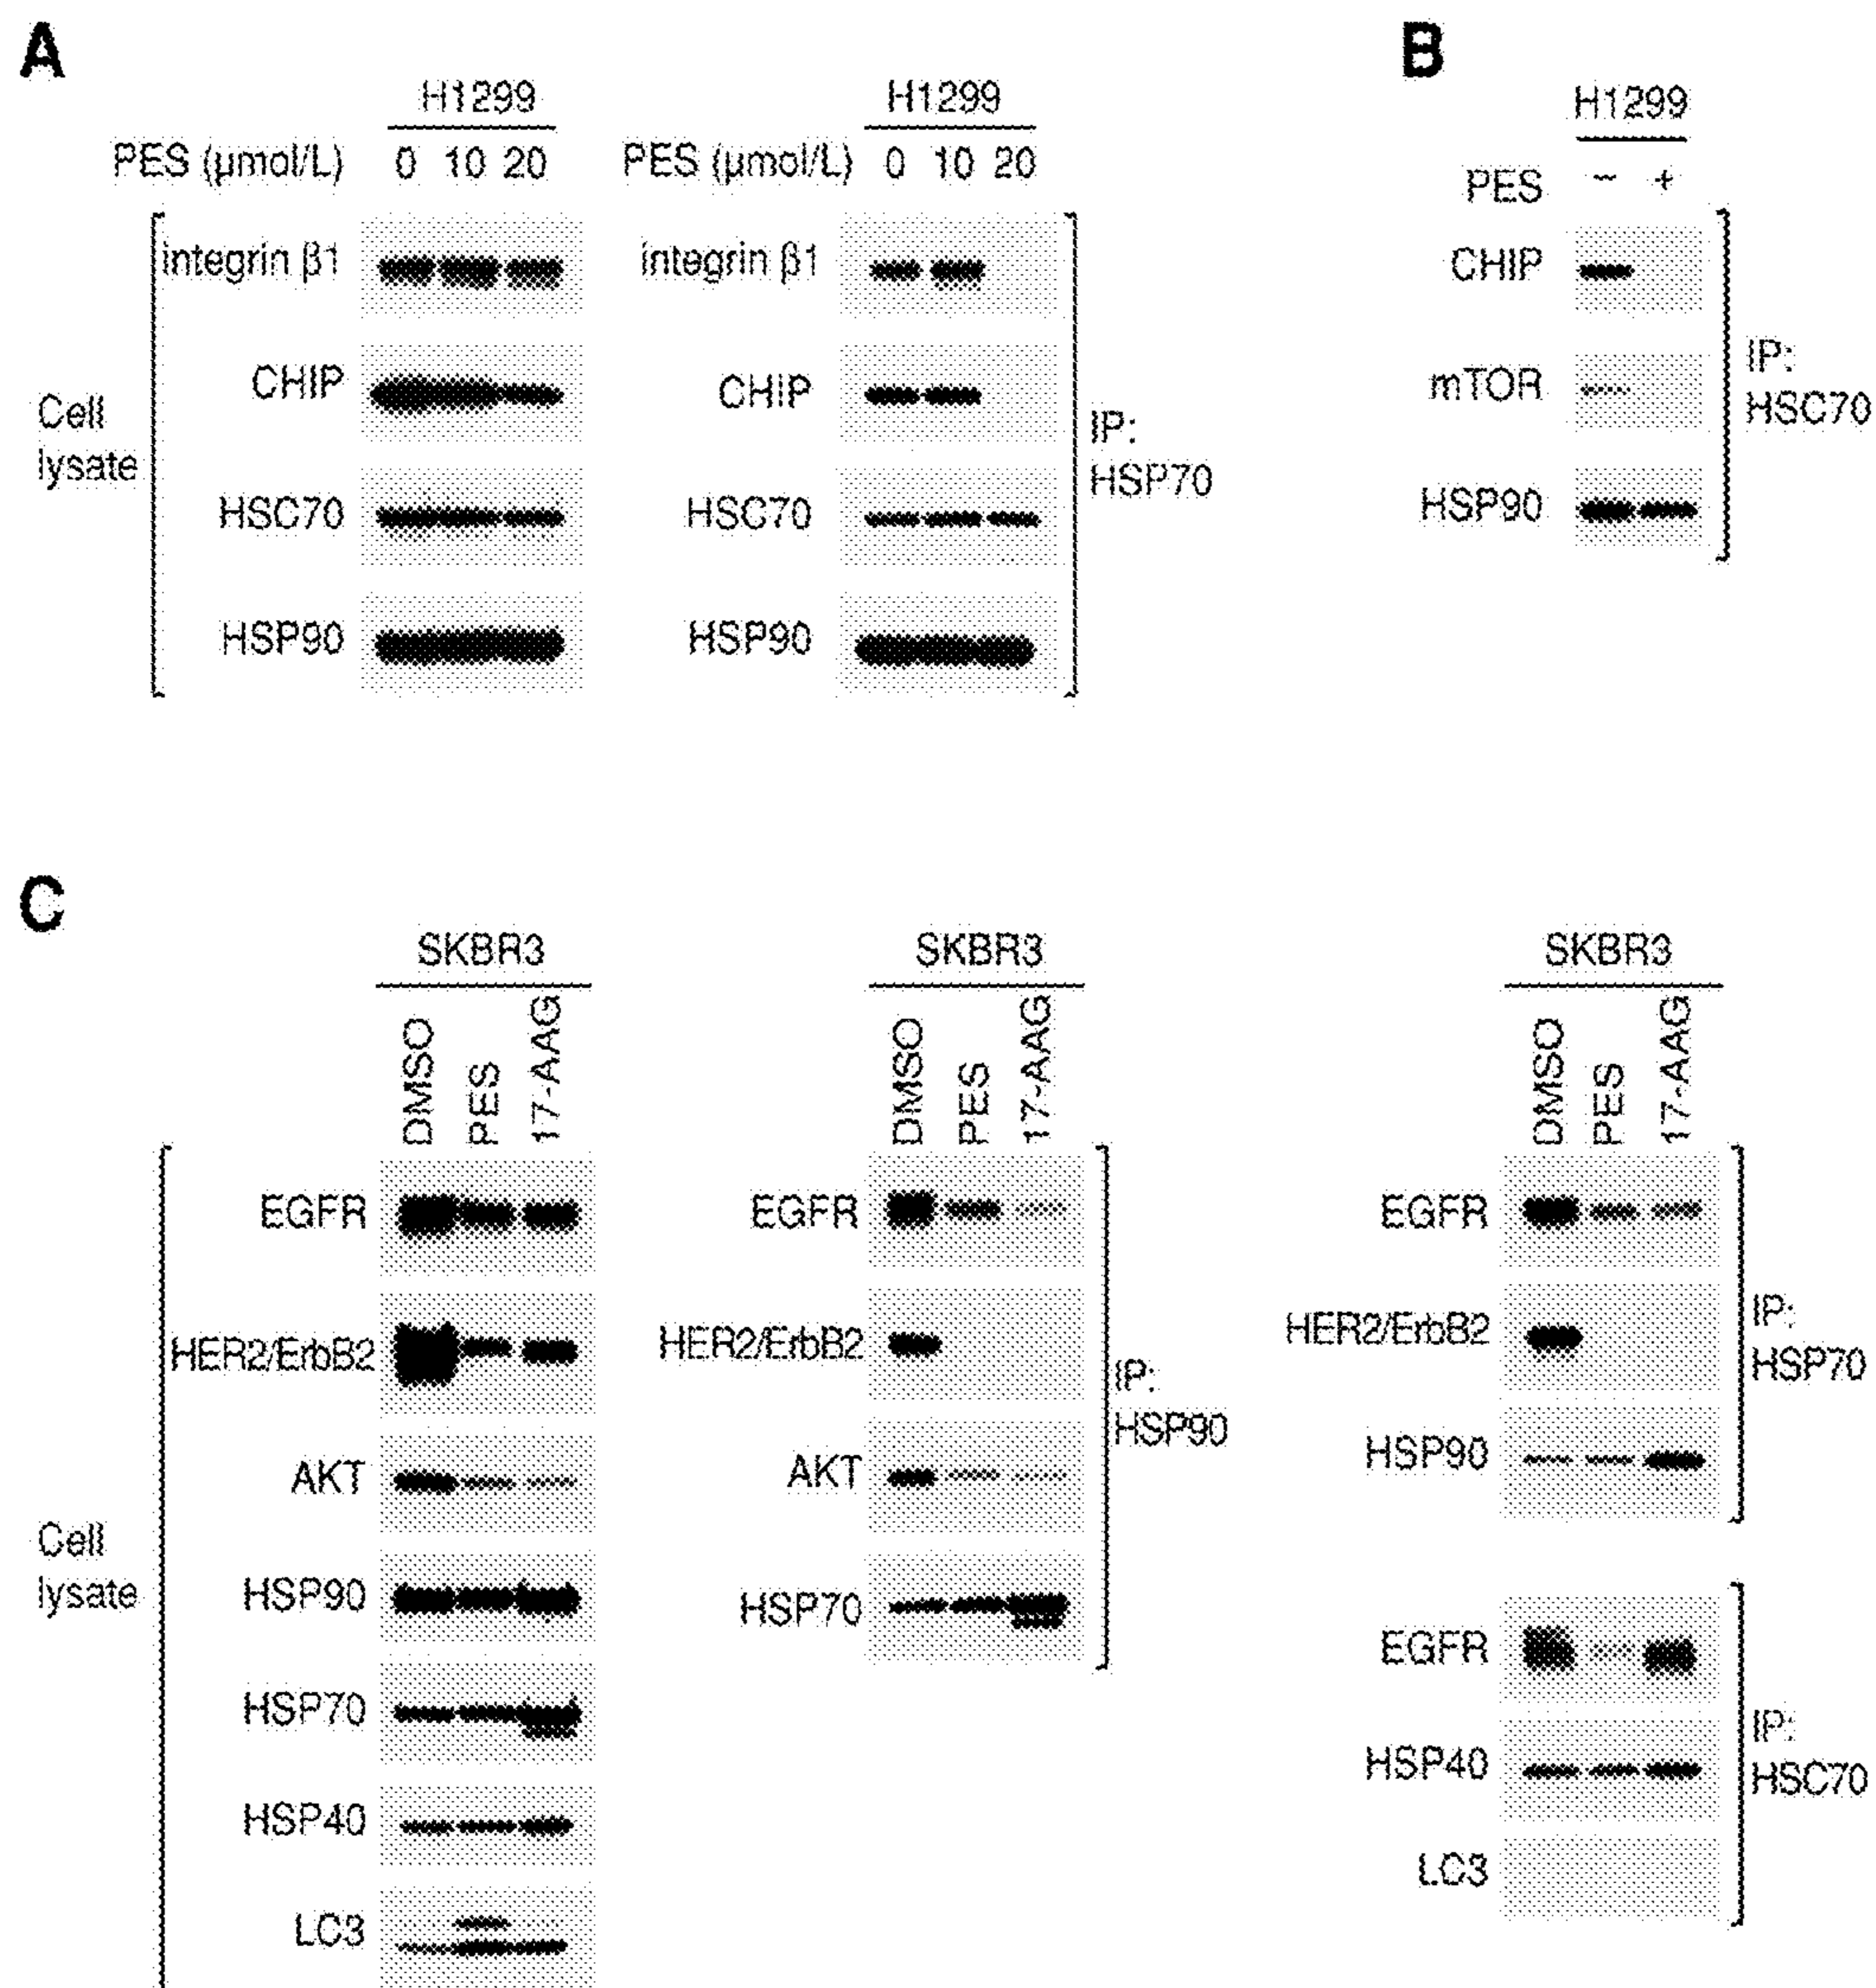 A
H1299
PES (μmol/L) 0 10 20
integrin β1
CHIP
HSC70
HSP90
Cell
lysate
H1299
PES (μmol/L) 0 10 20
integrin β1
CHIP
HSC70
HSP90
IP:
HSP70
B
H1299
PES − +
CHIP
mTOR
HSP90
IP:
HSC70
C
SKBR3
DMSO
PES
17-AAG
EGFR
HER2/ErbB2
AKT
HSP90
HSP70
HSP40
LC3
Cell
lysate
SKBR3
DMSO
PES
17-AAG
EGFR
HER2/ErbB2
AKT
HSP70
IP:
HSP90
SKBR3
DMSO
PES
17-AAG
EGFR
HER2/ErbB2
HSP90
IP:
HSP70
EGFR
HSP40
LC3
IP:
HSC70